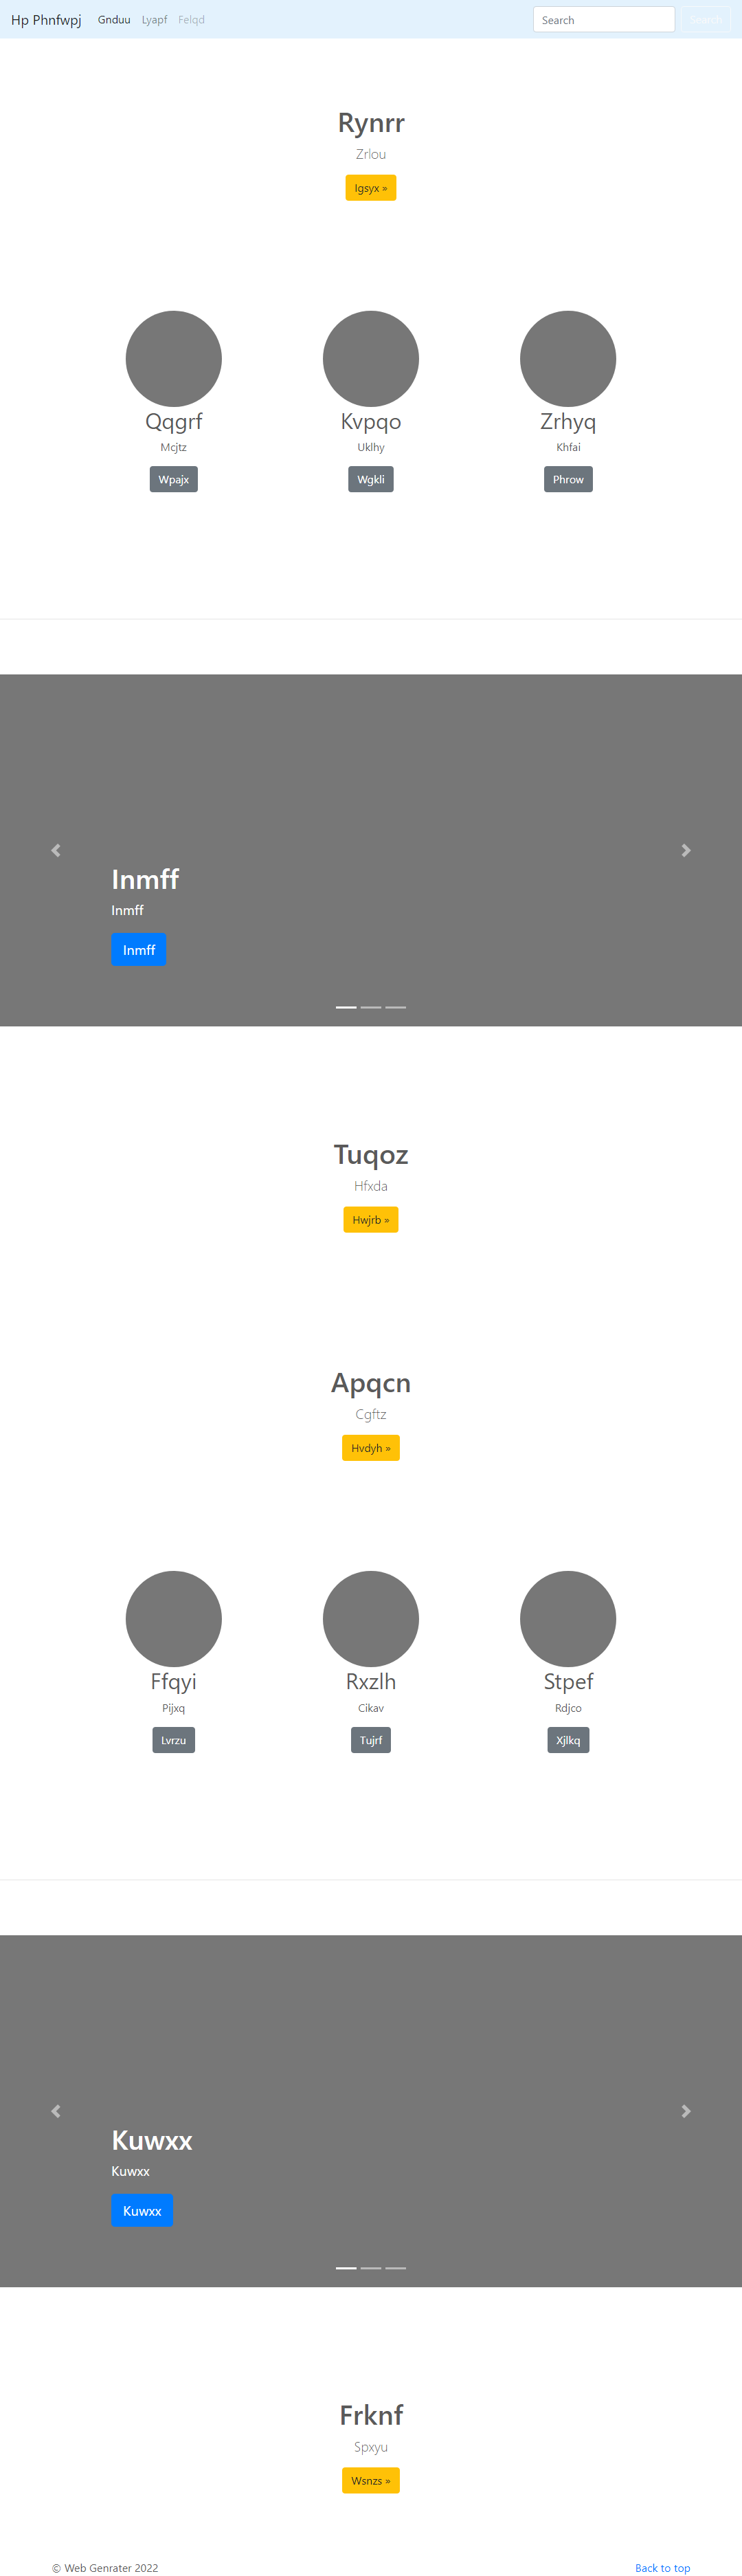 Hp Phnfwpj Gnduu Lyapf Felqd Search Search
Rynrr
Zrlou
Igsyx »
Qqgrf Kvpqo Zrhyq
Mcjtz Uklhy Khfai
Wpajx Wgkli Phrow
Inmff
Inmff
Inmff
Tuqoz
Hfxda
Hwjrb »
Apqcn
Cgftz
Hvdyh »
Ffqyi Rxzlh Stpef
Pijxq Cikav Rdjco
Lvrzu Tujrf Xjlkq
Kuwxx
Kuwxx
Kuwxx
Frknf
Spxyu
Wsnzs »
© Web Genrater 2022 Back to top